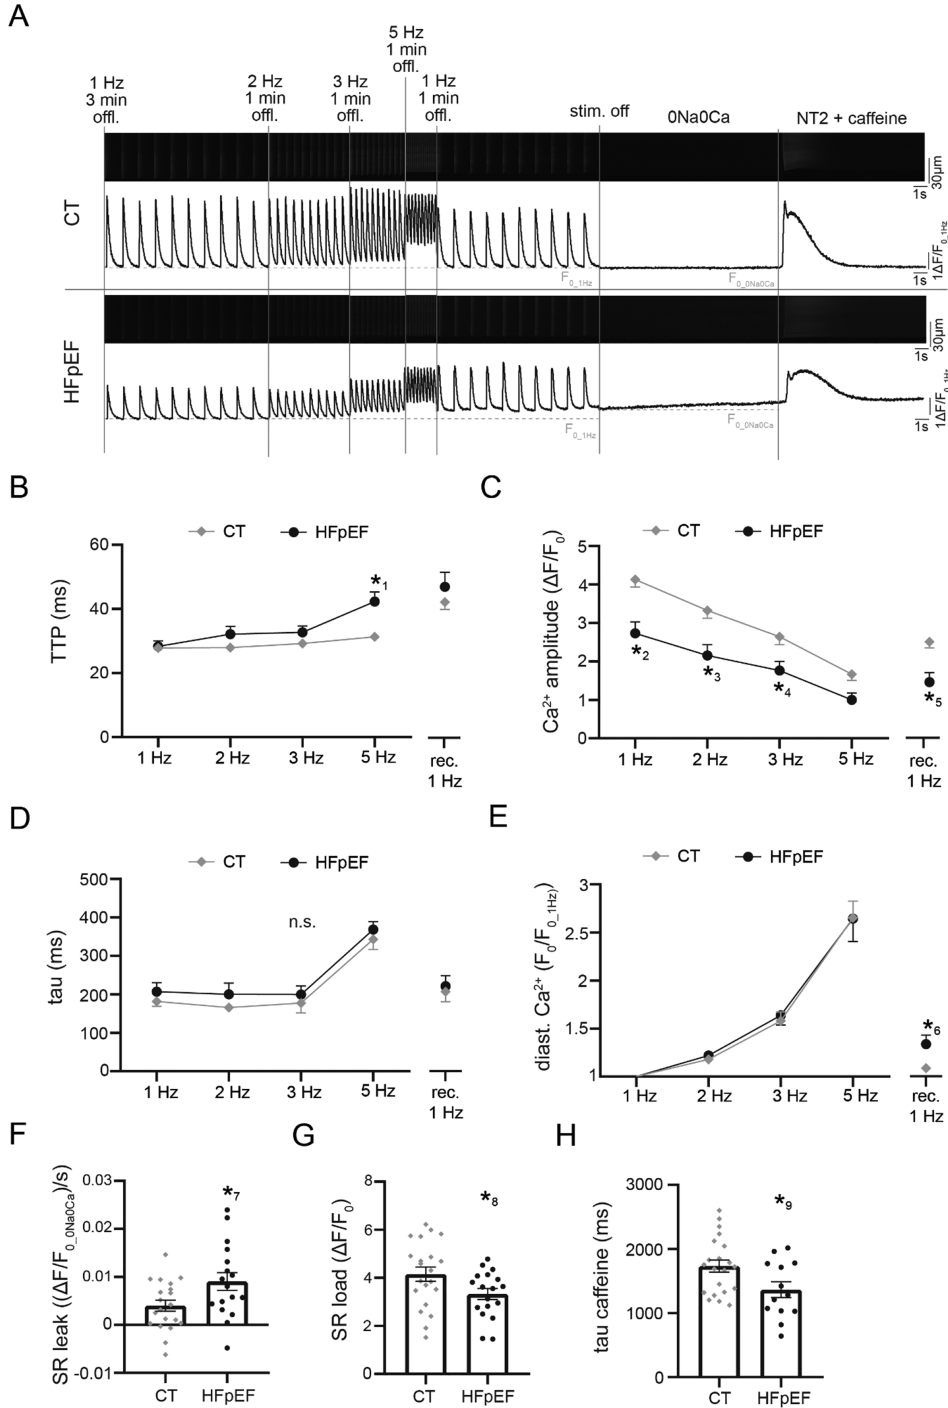 A
1 Hz
3 min
offl.
2 Hz
1 min
offl.
3 Hz
1 min
offl.
5 Hz
1 min
offl.
1 Hz
1 min
offl.
stim. off
0Na0Ca
NT2 + caffeine
CT
30µm
1s
1ΔF/F0_1Hz
1s
F0_1Hz
F0_0Na0Ca
HFpEF
30µm
1s
1ΔF/F0_1Hz
1s
F0_1Hz
F0_0Na0Ca
B
CT HFpEF
TTP (ms)
60
40
20
0
*1
1 Hz 2 Hz 3 Hz 5 Hz rec.
1 Hz
C
CT HFpEF
Ca2+ amplitude (ΔF/F0)
5
4
3
2
1
0
*2
*3
*4
*5
1 Hz 2 Hz 3 Hz 5 Hz rec.
1 Hz
D
CT HFpEF
tau (ms)
500
400
300
200
100
0
n.s.
1 Hz 2 Hz 3 Hz 5 Hz rec.
1 Hz
E
CT HFpEF
diast. Ca2+ (F0/F0_1Hz)
3
2.5
2
1.5
1
*6
1 Hz 2 Hz 3 Hz 5 Hz rec.
1 Hz
F
SR leak ((ΔF/F0_0Na0Ca)/s)
0.03
0.02
0.01
0
-0.01
*7
CT HFpEF
G
SR load (ΔF/F0)
8
6
4
2
0
*8
CT HFpEF
H
tau caffeine (ms)
3000
2000
1000
0
*9
CT HFpEF